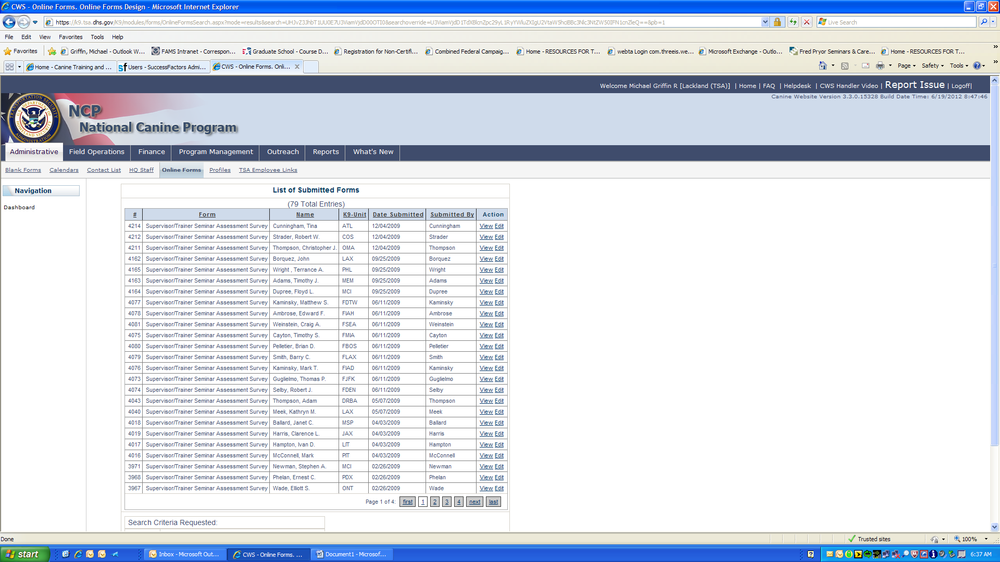 CWS - Online Forms. Online Forms Design - Microsoft Internet Explorer
Live Search
File Edit View Favorites Tools Help
Favorites Griffin, Michael - Outlook W... FAMS Intranet - Correspon... Graduate School - Course D... Registration for Non-Certifi... Combined Federal Campaig... Home - RESOURCES FOR T... webta Login com.threeis.we... Microsoft Exchange - Outlo... Fred Pryor Seminars & Care... Home - RESOURCES FOR T...
Home - Canine Training and ... Users - SuccessFactors Admi... CWS - Online Forms. Onli... Page Safety Tools
Welcome Michael Griffin R [Lackland (TSA)] | Home | FAQ | Helpdesk | CWS Handler Video | Report Issue | Logoff|
Canine Website Version 3.3.0.15328 Build Date Time: 6/19/2012 8:47:46
NCP
National Canine Program
Administrative Field Operations Finance Program Management Outreach Reports What's New
Blank Forms Calendars Contact List HQ Staff Online Forms Profiles TSA Employee Links
Navigation
Dashboard
List of Submitted Forms
(79 Total Entries)
# Form Name K9-Unit Date Submitted Submitted By Action
4214 Supervisor/Trainer Seminar Assessment Survey Cunningham, Tina ATL 12/04/2009 Cunningham View Edit
4212 Supervisor/Trainer Seminar Assessment Survey Strader, Robert W. COS 12/04/2009 Strader View Edit
4211 Supervisor/Trainer Seminar Assessment Survey Thompson, Christopher J. OMA 12/04/2009 Thompson View Edit
4162 Supervisor/Trainer Seminar Assessment Survey Borquez, John LAX 09/25/2009 Borquez View Edit
4165 Supervisor/Trainer Seminar Assessment Survey Wright , Terrance A. PHL 09/25/2009 Wright View Edit
4163 Supervisor/Trainer Seminar Assessment Survey Adams, Timothy J. MEM 09/25/2009 Adams View Edit
4164 Supervisor/Trainer Seminar Assessment Survey Dupree, Floyd L. MCI 09/25/2009 Dupree View Edit
4077 Supervisor/Trainer Seminar Assessment Survey Kaminsky, Matthew S. FDTW 06/11/2009 Kaminsky View Edit
4078 Supervisor/Trainer Seminar Assessment Survey Ambrose, Edward F. FIAH 06/11/2009 Ambrose View Edit
4081 Supervisor/Trainer Seminar Assessment Survey Weinstein, Craig A. FSEA 06/11/2009 Weinstein View Edit
4075 Supervisor/Trainer Seminar Assessment Survey Cayton, Timothy S. FMIA 06/11/2009 Cayton View Edit
4080 Supervisor/Trainer Seminar Assessment Survey Pelletier, Brian D. FBOS 06/11/2009 Pelletier View Edit
4079 Supervisor/Trainer Seminar Assessment Survey Smith, Barry C. FLAX 06/11/2009 Smith View Edit
4076 Supervisor/Trainer Seminar Assessment Survey Kaminsky, Mark T. FIAD 06/11/2009 Kaminsky View Edit
4073 Supervisor/Trainer Seminar Assessment Survey Guglielmo, Thomas P. FJFK 06/11/2009 Guglielmo View Edit
4074 Supervisor/Trainer Seminar Assessment Survey Selby, Robert J. FDEN 06/11/2009 Selby View Edit
4043 Supervisor/Trainer Seminar Assessment Survey Thompson, Adam DRBA 05/07/2009 Thompson View Edit
4040 Supervisor/Trainer Seminar Assessment Survey Meek, Kathryn M. LAX 05/07/2009 Meek View Edit
4018 Supervisor/Trainer Seminar Assessment Survey Ballard, Janet C. MSP 04/03/2009 Ballard View Edit
4019 Supervisor/Trainer Seminar Assessment Survey Harris, Clarence L. JAX 04/03/2009 Harris View Edit
4017 Supervisor/Trainer Seminar Assessment Survey Hampton, Ivan D. LIT 04/03/2009 Hampton View Edit
4016 Supervisor/Trainer Seminar Assessment Survey McConnell, Mark PIT 04/03/2009 McConnell View Edit
3971 Supervisor/Trainer Seminar Assessment Survey Newman, Stephen A. MCI 02/26/2009 Newman View Edit
3968 Supervisor/Trainer Seminar Assessment Survey Phelan, Ernest C. PDX 02/26/2009 Phelan View Edit
3967 Supervisor/Trainer Seminar Assessment Survey Wade, Elliott S. ONT 02/26/2009 Wade View Edit
Page 1 of 4: first 1 2 3 4 next last
Search Criteria Requested:
Done Trusted sites 100%
start Inbox - Microsoft Out... CWS - Online Forms. ... Document1 - Microsof... 6:37 AM